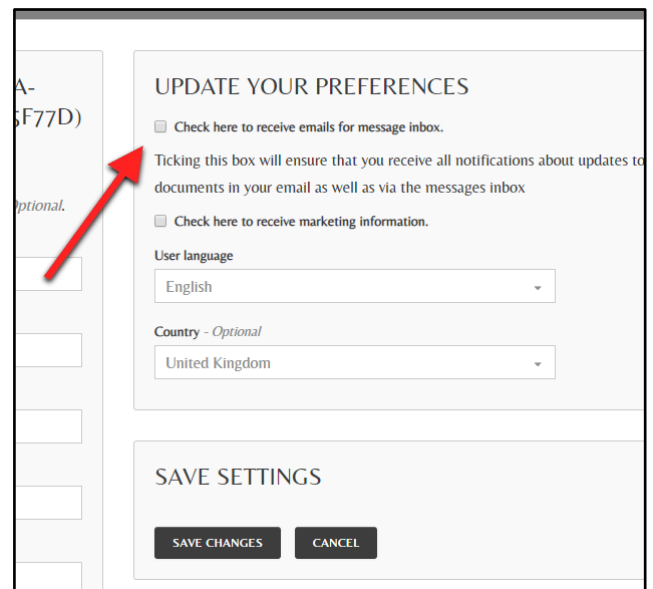 A-
5F77D)
Optional.
UPDATE YOUR PREFERENCES
Check here to receive emails for message inbox.
Ticking this box will ensure that you receive all notifications about updates to
documents in your email as well as via the messages inbox
Check here to receive marketing information.
User language
English
Country - Optional
United Kingdom
SAVE SETTINGS
SAVE CHANGES
CANCEL